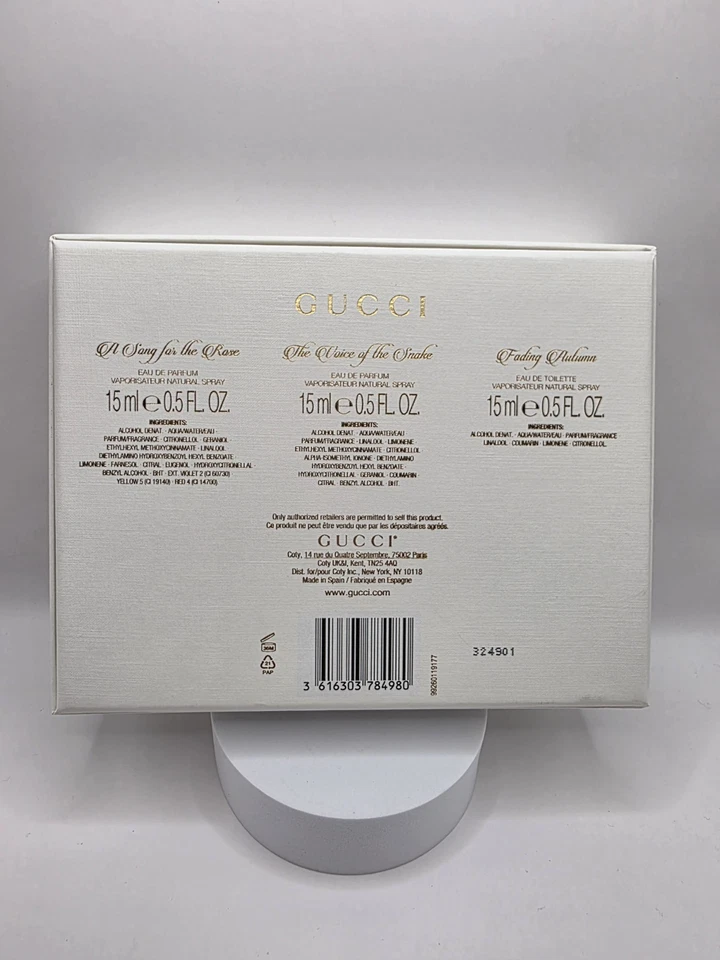 GUCCI
A Song for the Rose
EAU DE PARFUM
VAPORISATEUR NATURAL SPRAY
15 ml e 0.5 FL. OZ.
INGREDIENTS:
ALCOHOL DENAT. · AQUA/WATER/EAU ·
PARFUM/FRAGRANCE · CITRONELLOL · GERANIOL
ETHYLHEXYL METHOXYCINNAMATE · LINALOOL
DIETHYLAMINO HYDROXYBENZOYL HEXYL BENZOATE ·
LIMONENE · FARNESOL · CITRAL · EUGENOL · HYDROXYCITRONELLAL
BENZYL ALCOHOL · BHT · EXT. VIOLET 2 (CI 60730)
YELLOW 5 (CI 19140) · RED 4 (CI 14700)
The Voice of the Snake
EAU DE PARFUM
VAPORISATEUR NATURAL SPRAY
15 ml e 0.5 FL. OZ.
INGREDIENTS:
ALCOHOL DENAT. · AQUA/WATER/EAU ·
PARFUM/FRAGRANCE · LINALOOL · LIMONENE
ETHYLHEXYL METHOXYCINNAMATE · CITRONELLOL
ALPHA-ISOMETHYL IONONE · DIETHYLAMINO
HYDROXYBENZOYL HEXYL BENZOATE ·
HYDROXYCITRONELLAL · GERANIOL · COUMARIN
CITRAL · BENZYL ALCOHOL · BHT.
Fading Autumn
EAU DE TOILETTE
VAPORISATEUR NATURAL SPRAY
15 ml e 0.5 FL. OZ.
INGREDIENTS:
ALCOHOL DENAT. · AQUA/WATER/EAU · PARFUM/FRAGRANCE
LINALOOL · COUMARIN · LIMONENE · CITRONELLOL.
Only authorized retailers are permitted to sell this product.
Ce produit ne peut être vendu que par les dépositaires agréés.
GUCCI®
Coty, 14 rue du Quatre Septembre, 75002 Paris
Coty UK&I, Kent, TN25 4AQ
Dist. for/pour Coty Inc., New York, NY 10118
Made in Spain / Fabriqué en Espagne
www.gucci.com
36M
21
PAP
3 616303 784980
99260119177
324901